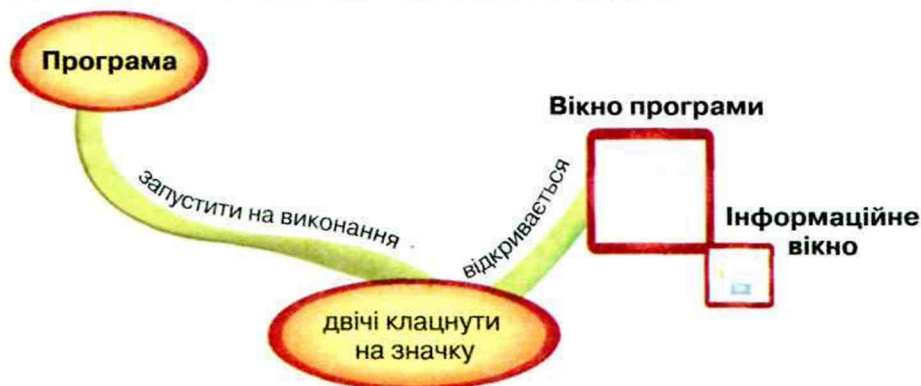 Програма
запустити на виконання
двічі клацнути
на значку
відкривається
Вікно програми
Інформаційне
вікно